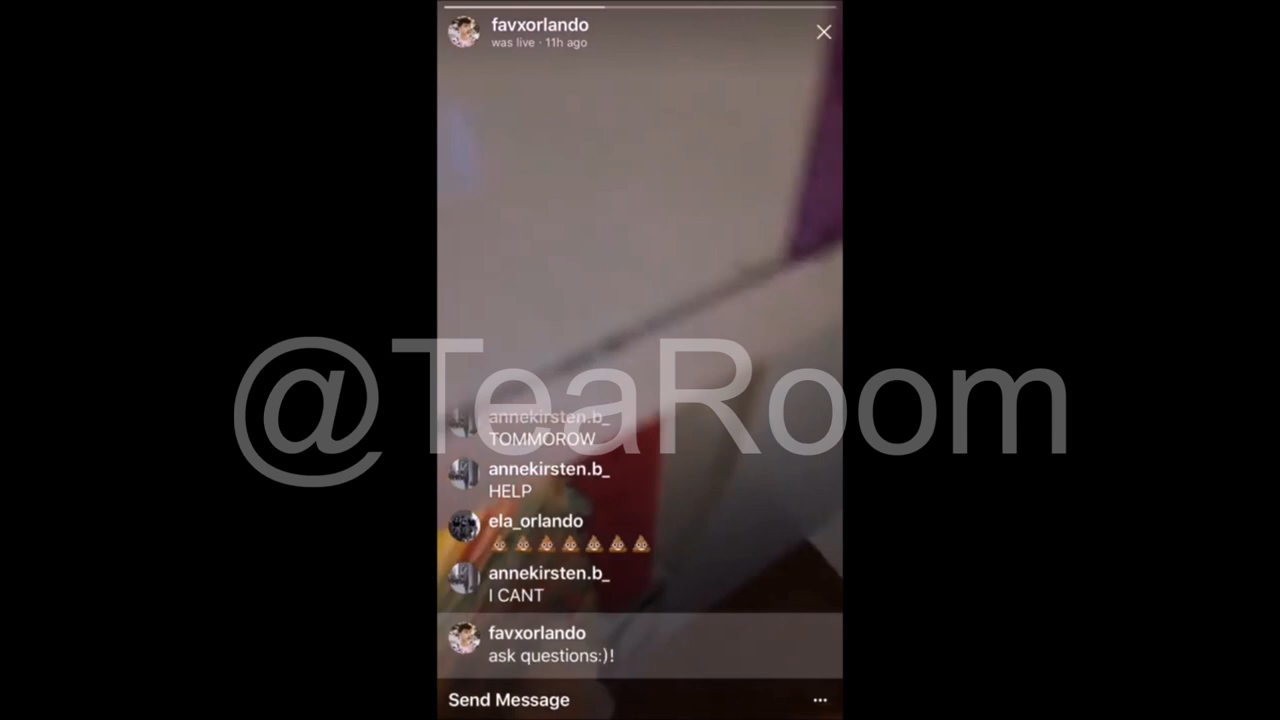 favxorlando
was live · 11h ago
@TeaRoom
annekirsten.b_
TOMMOROW
annekirsten.b_
HELP
ela_orlando
💩💩💩💩💩💩💩
annekirsten.b_
I CANT
favxorlando
ask questions:)!
Send Message